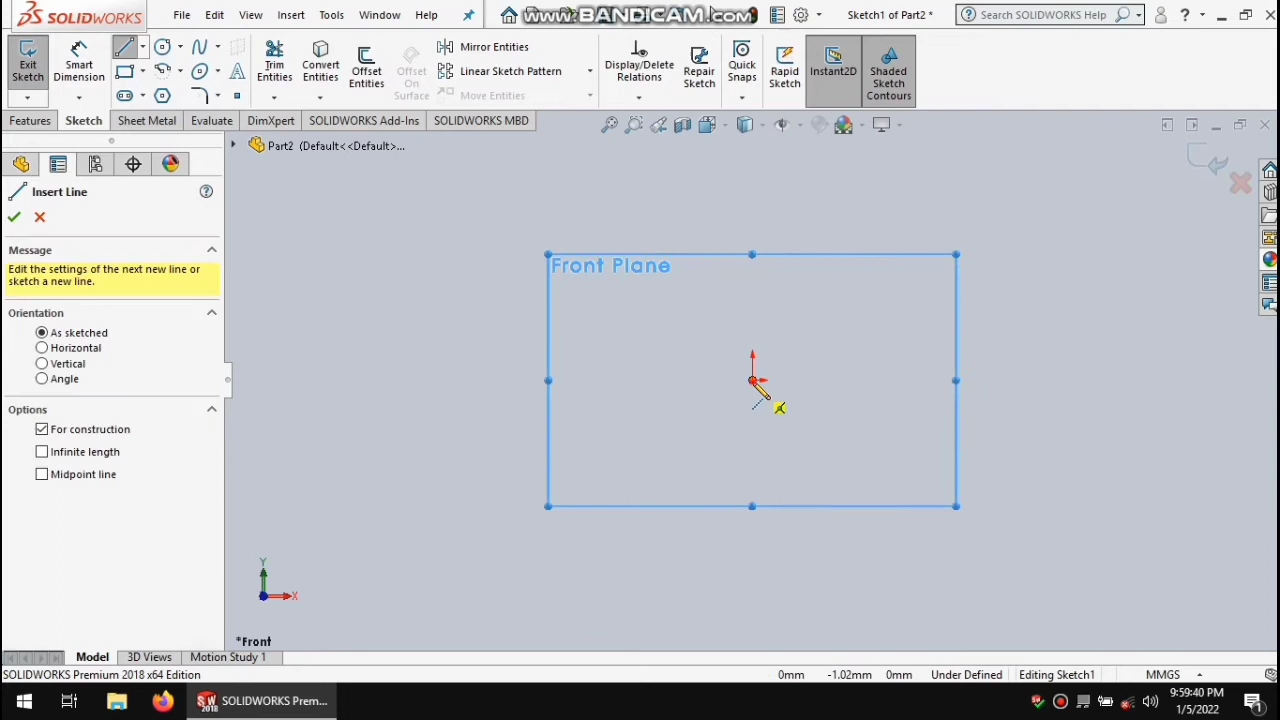 SOLIDWORKS File Edit View Insert Tools Window Help www.BANDICAM.com Sketch1 of Part2 * Search SOLIDWORKS Help ?
Exit Sketch
Smart Dimension
Trim Entities
Convert Entities
Offset Entities
Offset On Surface
Mirror Entities
Linear Sketch Pattern
Move Entities
Display/Delete Relations
Repair Sketch
Quick Snaps
Rapid Sketch
Instant2D
Shaded Sketch Contours
Features Sketch Sheet Metal Evaluate DimXpert SOLIDWORKS Add-Ins SOLIDWORKS MBD
Part2 (Default<<Default>...
Insert Line
Message
Edit the settings of the next new line or
sketch a new line.
Orientation
As sketched
Horizontal
Vertical
Angle
Options
For construction
Infinite length
Midpoint line
Front Plane
Y
X
*Front
Model 3D Views Motion Study 1
SOLIDWORKS Premium 2018 x64 Edition 0mm -1.02mm 0mm Under Defined Editing Sketch1 MMGS
SW 2018 SOLIDWORKS Prem... 9:59:40 PM
1/5/2022
1